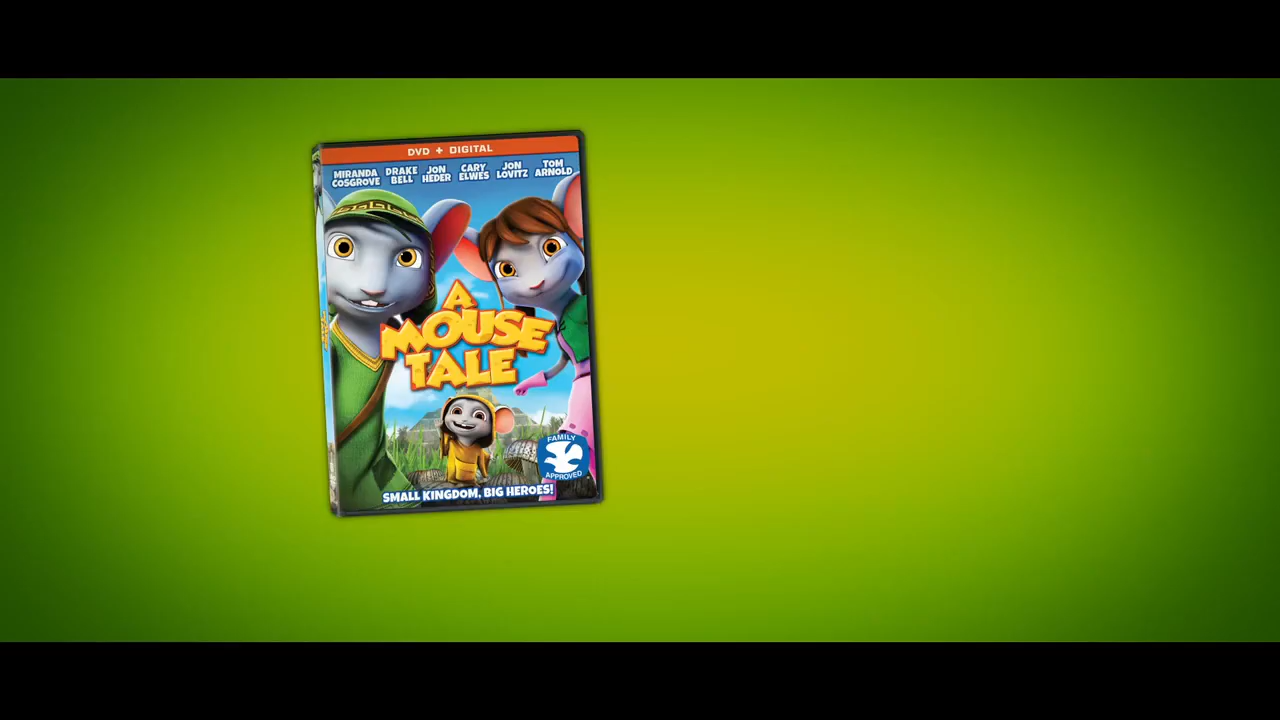 DVD + DIGITAL
MIRANDA COSGROVE
DRAKE BELL
JON HEDER
CARY ELWES
JON LOVITZ
TOM ARNOLD
A
MOUSE
TALE
FAMILY
APPROVED
SMALL KINGDOM, BIG HEROES!